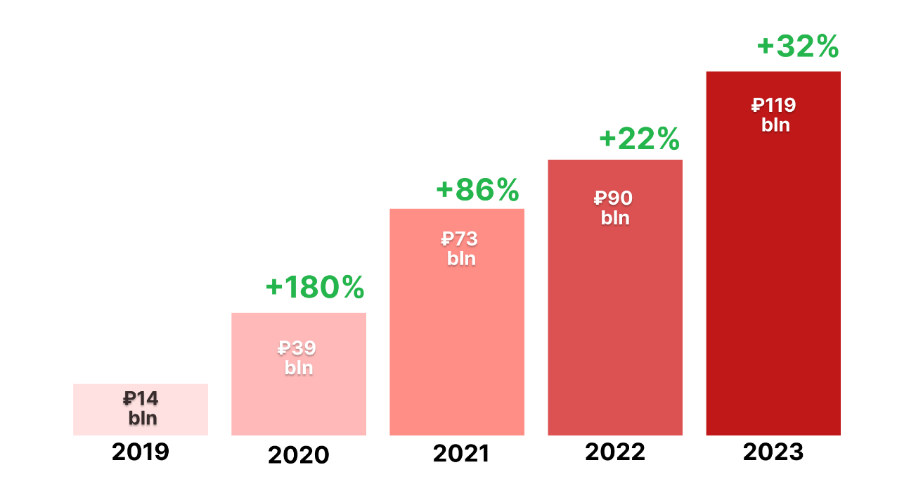 +32%
₽119
bln
+22%
₽90
bln
+86%
₽73
bln
+180%
₽39
bln
₽14
bln
2019
2020
2021
2022
2023